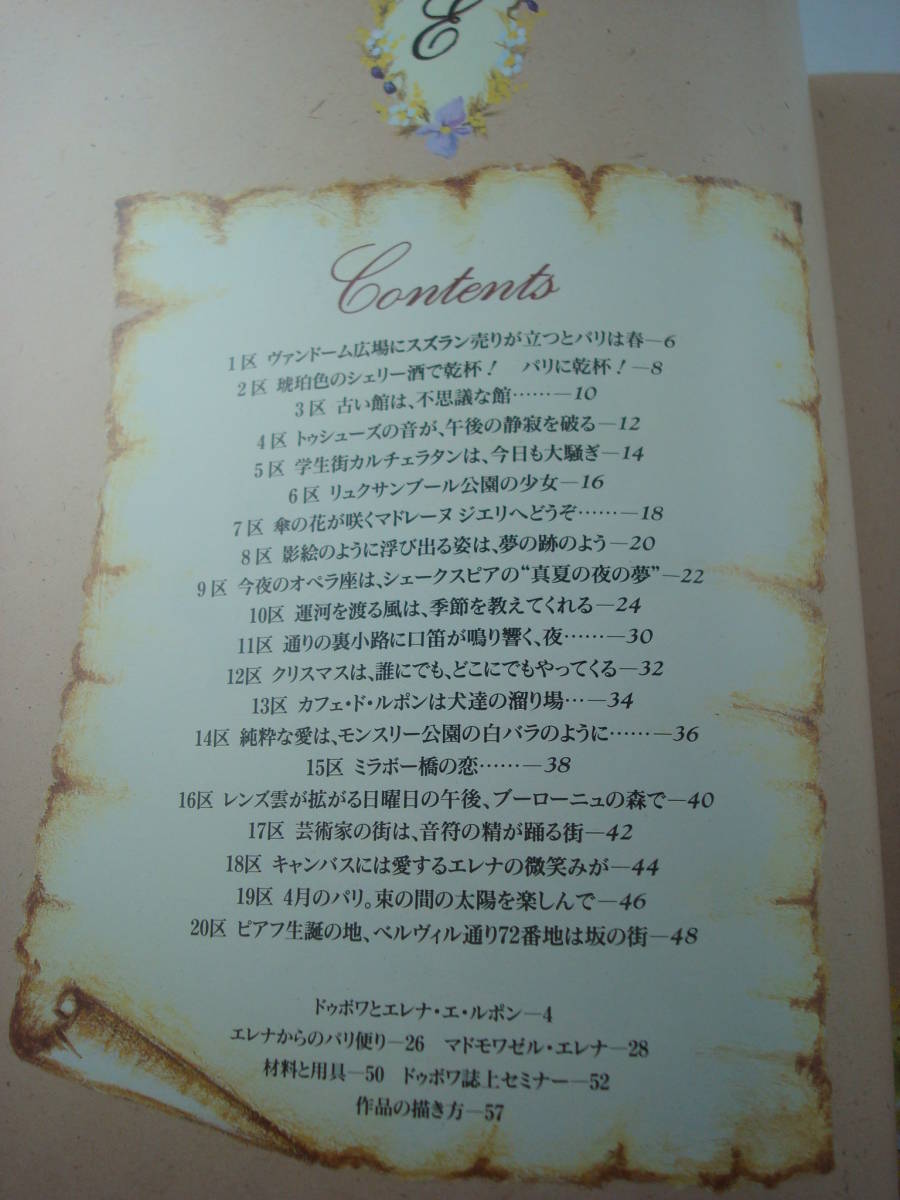 E
Contents
1区 ヴァンドーム広場にスズラン売りが立つとパリは春—6
2区 琥珀色のシェリー酒で乾杯！ パリに乾杯！—8
3区 古い館は、不思議な館……—10
4区 トゥシューズの音が、午後の静寂を破る—12
5区 学生街カルチェラタンは、今日も大騒ぎ—14
6区 リュクサンブール公園の少女—16
7区 傘の花が咲くマドレーヌ ジエリへどうぞ……—18
8区 影絵のように浮び出る姿は、夢の跡のよう—20
9区 今夜のオペラ座は、シェークスピアの“真夏の夜の夢”—22
10区 運河を渡る風は、季節を教えてくれる—24
11区 通りの裏小路に口笛が鳴り響く、夜……—30
12区 クリスマスは、誰にでも、どこにでもやってくる—32
13区 カフェ・ド・ルポンは犬達の溜り場…—34
14区 純粋な愛は、モンスリー公園の白バラのように……—36
15区 ミラボー橋の恋……—38
16区 レンズ雲が拡がる日曜日の午後、ブーローニュの森で—40
17区 芸術家の街は、音符の精が踊る街—42
18区 キャンバスには愛するエレナの微笑みが—44
19区 4月のパリ。束の間の太陽を楽しんで—46
20区 ピアフ生誕の地、ベルヴィル通り72番地は坂の街—48
ドゥボワとエレナ・エ・ルポン—4
エレナからのパリ便り—26 マドモワゼル・エレナ—28
材料と用具—50 ドゥボワ誌上セミナー—52
作品の描き方—57